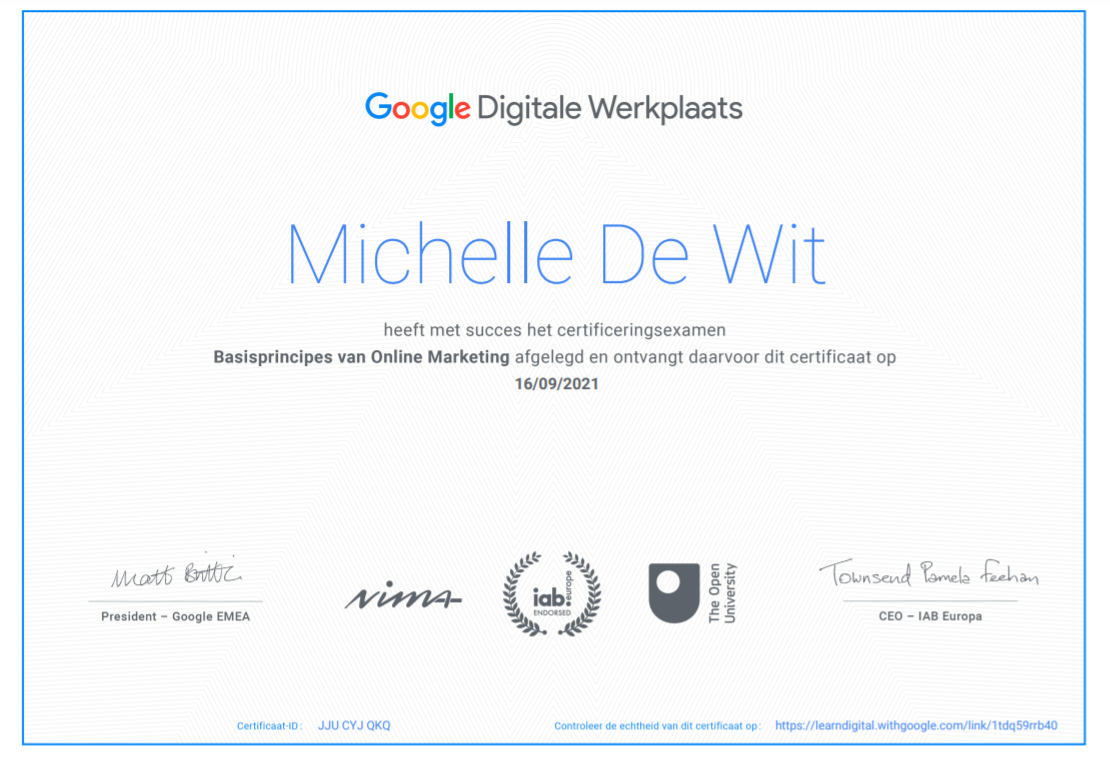 Google Digitale Werkplaats
Michelle De Wit
heeft met succes het certificeringsexamen
Basisprincipes van Online Marketing afgelegd en ontvangt daarvoor dit certificaat op
16/09/2021
Matt Brittin
President – Google EMEA
nima
iab:europe
ENDORSED
The Open
University
Townsend Pamela Feehan
CEO – IAB Europa
Certificaat-ID: JJU CYJ QKQ
Controleer de echtheid van dit certificaat op: https://learndigital.withgoogle.com/link/1tdq59rrb40